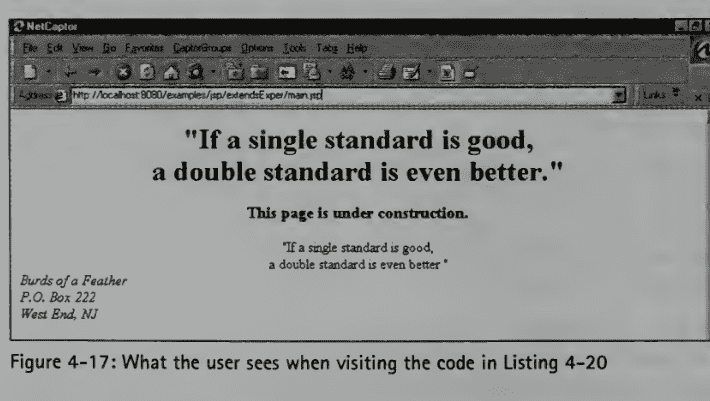 NetCaptor
File Edit View Go Favorites CaptorGroups Options Tools Tabs Help
Address http://localhost:8080/examples/jsp/extendsExper/main.jsp Links
"If a single standard is good,
a double standard is even better."
This page is under construction.
"If a single standard is good,
a double standard is even better "
Burds of a Feather
P.O. Box 222
West End, NJ
Figure 4-17: What the user sees when visiting the code in Listing 4-20